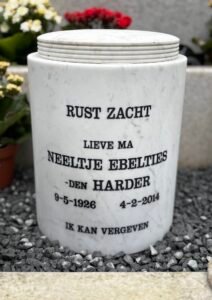 RUST ZACHT
LIEVE MA
NEELTJE EBELTIES
-DEN HARDER
9-5-1926 4-2-2014
IK KAN VERGEVEN